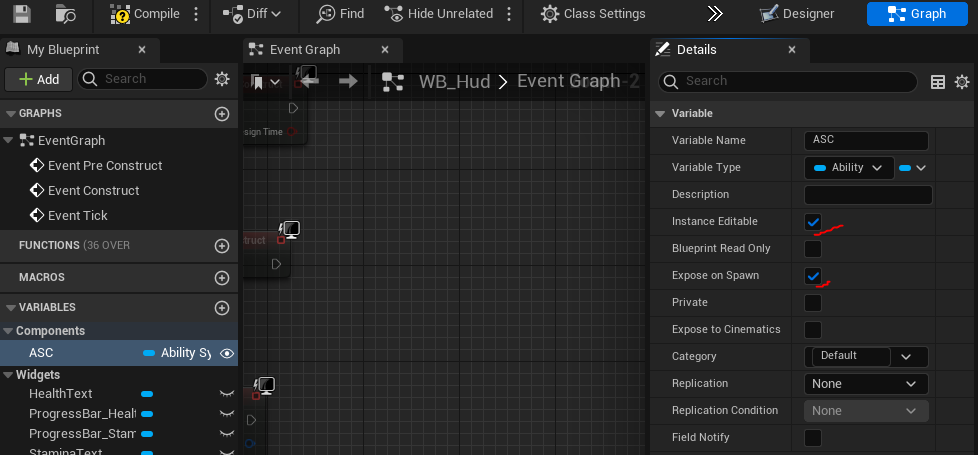 Compile
Diff
Find
Hide Unrelated
Class Settings
Designer
Graph
My Blueprint
Add
Search
GRAPHS
EventGraph
Event Pre Construct
Event Construct
Event Tick
FUNCTIONS (36 OVER
MACROS
VARIABLES
Components
ASC Ability Sy
Widgets
HealthText
ProgressBar_Healt
ProgressBar_Stam
StaminaText
Event Graph
WB_Hud > Event Graph
-2
sign Time
truct
Details
Search
Variable
Variable Name ASC
Variable Type Ability
Description
Instance Editable
Blueprint Read Only
Expose on Spawn
Private
Expose to Cinematics
Category Default
Replication None
Replication Condition None
Field Notify